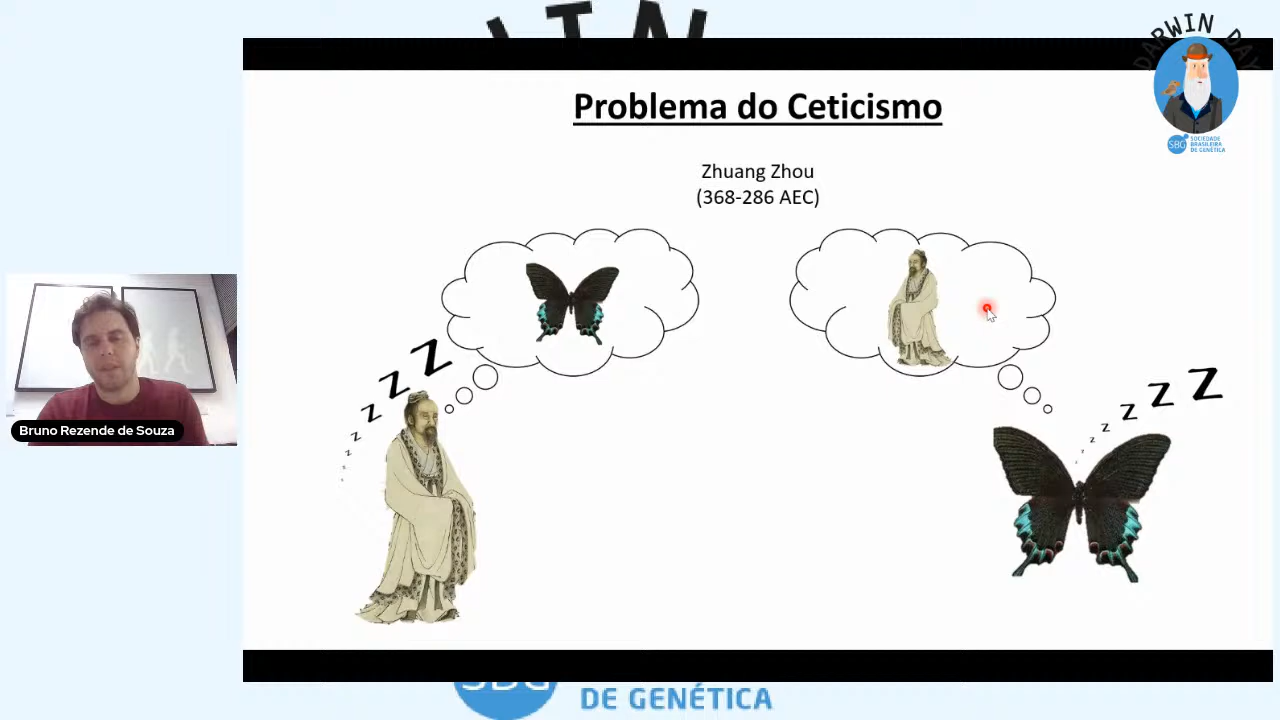 DARWIN DAY
SBG
SOCIEDADE
BRASILEIRA
DE GENÉTICA
Problema do Ceticismo
Zhuang Zhou
(368-286 AEC)
z z z z z Z Z Z
z z z z z Z Z Z
Bruno Rezende de Souza
SBG
DE GENÉTICA